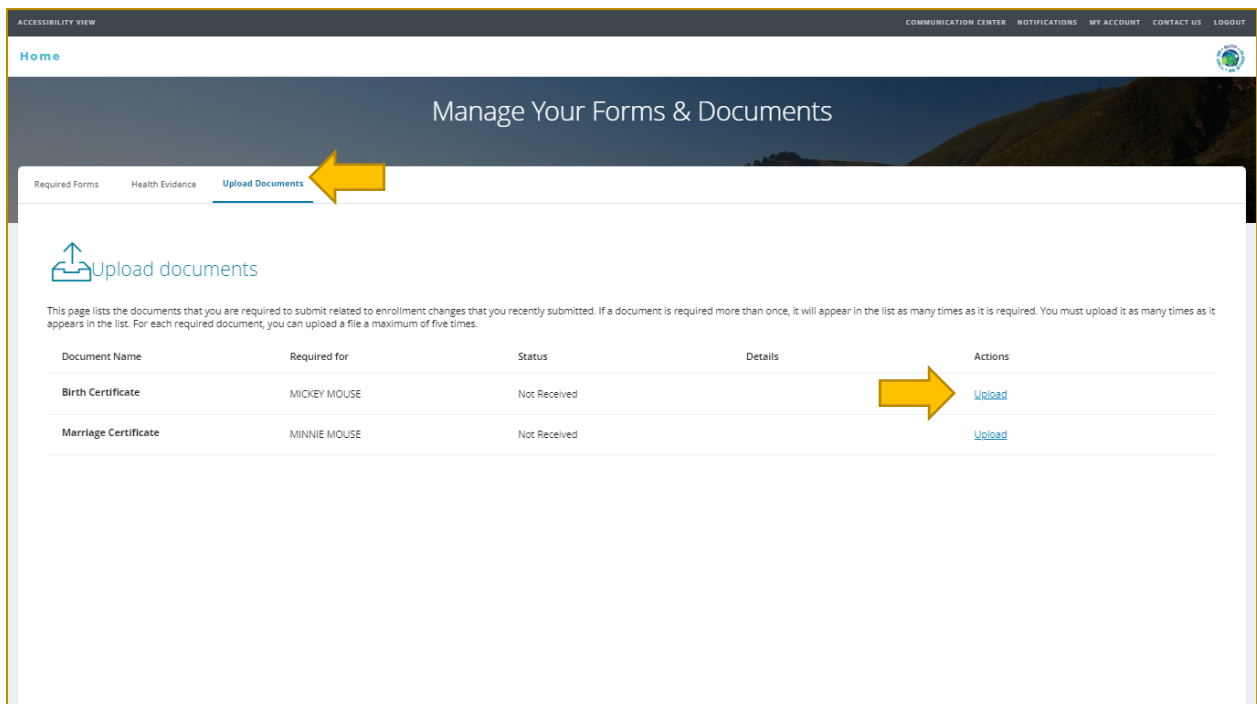 ACCESSIBILITY VIEW COMMUNICATION CENTER NOTIFICATIONS MY ACCOUNT CONTACT US LOGOUT
Home
Manage Your Forms & Documents
Required Forms Health Evidence Upload Documents
Upload documents
This page lists the documents that you are required to submit related to enrollment changes that you recently submitted. If a document is required more than once, it will appear in the list as many times as it is required. You must upload it as many times as it
appears in the list. For each required document, you can upload a file a maximum of five times.
Document Name Required for Status Details Actions
Birth Certificate MICKEY MOUSE Not Received Upload
Marriage Certificate MINNIE MOUSE Not Received Upload